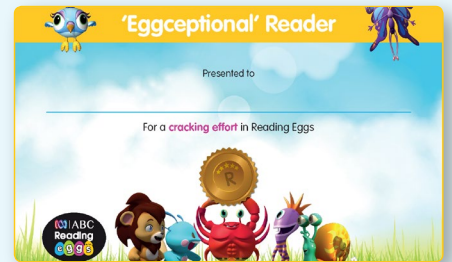 'Eggceptional' Reader
Presented to
For a cracking effort in Reading Eggs
R
ABC
Reading
eggs